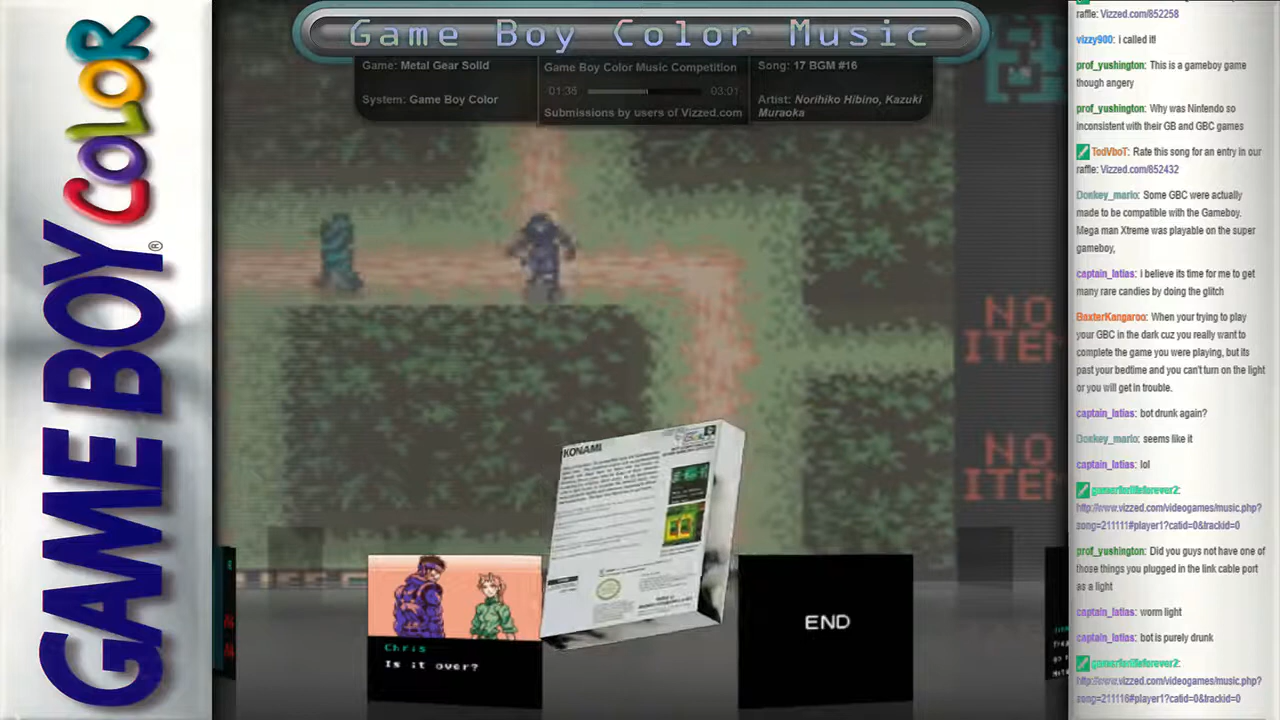 GAME BOY COLOR ®
Game Boy Color Music
Game: Metal Gear Solid
System: Game Boy Color
Game Boy Color Music Competition
01:36 03:01
Submissions by users of Vizzed.com
Song: 17 BGM #16
Artist: Norihiko Hibino, Kazuki
Muraoka
NO
ITEM
NO
ITEM
KONAMI
Chris
Is it over?
END
raffle: Vizzed.com/852258
vizzy900: i called it!
prof_yushington: This is a gameboy game
though angery
prof_yushington: Why was Nintendo so
inconsistent with their GB and GBC games
TodVboT: Rate this song for an entry in our
raffle: Vizzed.com/852432
Donkey_mario: Some GBC were actually
made to be compatible with the Gameboy.
Mega man Xtreme was playable on the super
gameboy,
captain_latias: i believe its time for me to get
many rare candies by doing the glitch
BaxterKangaroo: When your trying to play
your GBC in the dark cuz you really want to
complete the game you were playing, but its
past your bedtime and you can't turn on the light
or you will get in trouble.
captain_latias: bot drunk again?
Donkey_mario: seems like it
captain_latias: lol
gamerforlifeforever2:
http://www.vizzed.com/videogames/music.php?
song=211111#player1?catid=0&trackid=0
prof_yushington: Did you guys not have one of
those things you plugged in the link cable port
as a light
captain_latias: worm light
captain_latias: bot is purely drunk
gamerforlifeforever2:
http://www.vizzed.com/videogames/music.php?
song=211116#player1?catid=0&trackid=0